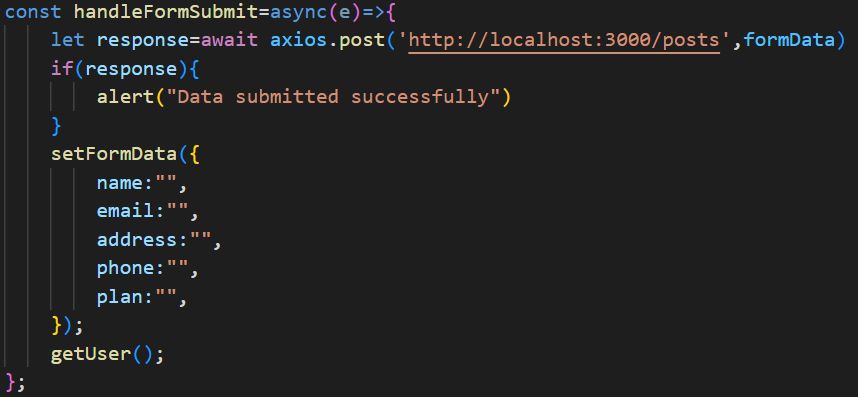 const handleFormSubmit=async(e)=>{
let response=await axios.post('http://localhost:3000/posts',formData)
if(response){
alert("Data submitted successfully")
}
setFormData({
name:"",
email:"",
address:"",
phone:"",
plan:"",
});
getUser();
};